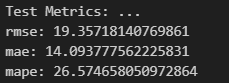 Test Metrics: ...
rmse: 19.35718140769861
mae: 14.093777562225831
mape: 26.574658050972864